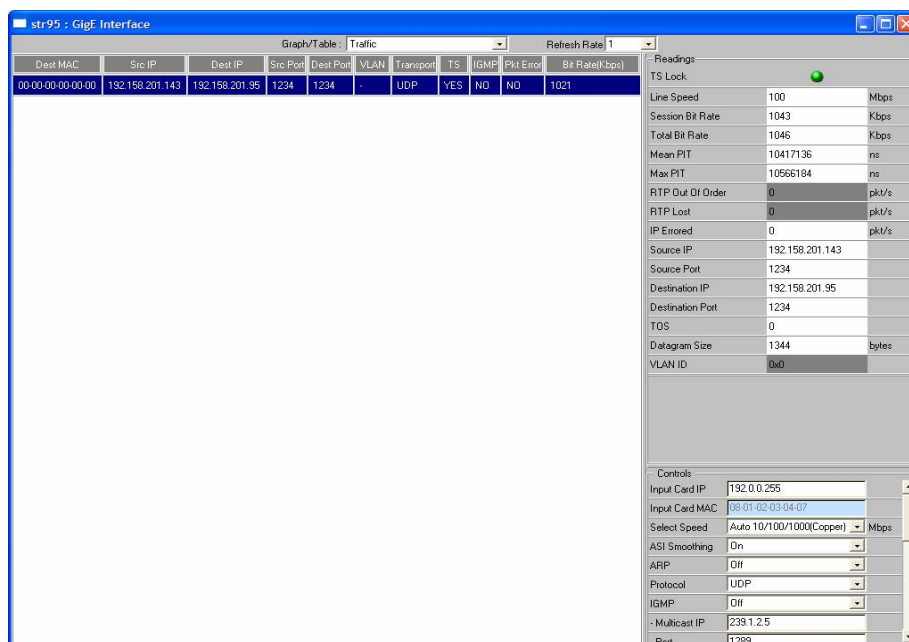 str95 : GigE Interface
Graph/Table : Traffic Refresh Rate 1
Dest MAC Src IP Dest IP Src Port Dest Port VLAN Transport TS IGMP Pkt Error Bit Rate(Kbps)
00-00-00-00-00-00 192.158.201.143 192.158.201.95 1234 1234 - UDP YES NO NO 1021
Readings
TS Lock
Line Speed 100 Mbps
Session Bit Rate 1043 Kbps
Total Bit Rate 1046 Kbps
Mean PIT 10417136 ns
Max PIT 10566184 ns
RTP Out Of Order 0 pkt/s
RTP Lost 0 pkt/s
IP Errored 0 pkt/s
Source IP 192.158.201.143
Source Port 1234
Destination IP 192.158.201.95
Destination Port 1234
TOS 0
Datagram Size 1344 bytes
VLAN ID 0x0
Controls
Input Card IP 192.0.0.255
Input Card MAC 08-01-02-03-04-07
Select Speed Auto 10/100/1000(Copper) Mbps
ASI Smoothing On
ARP Off
Protocol UDP
IGMP Off
- Multicast IP 239.1.2.5
- Port 1289